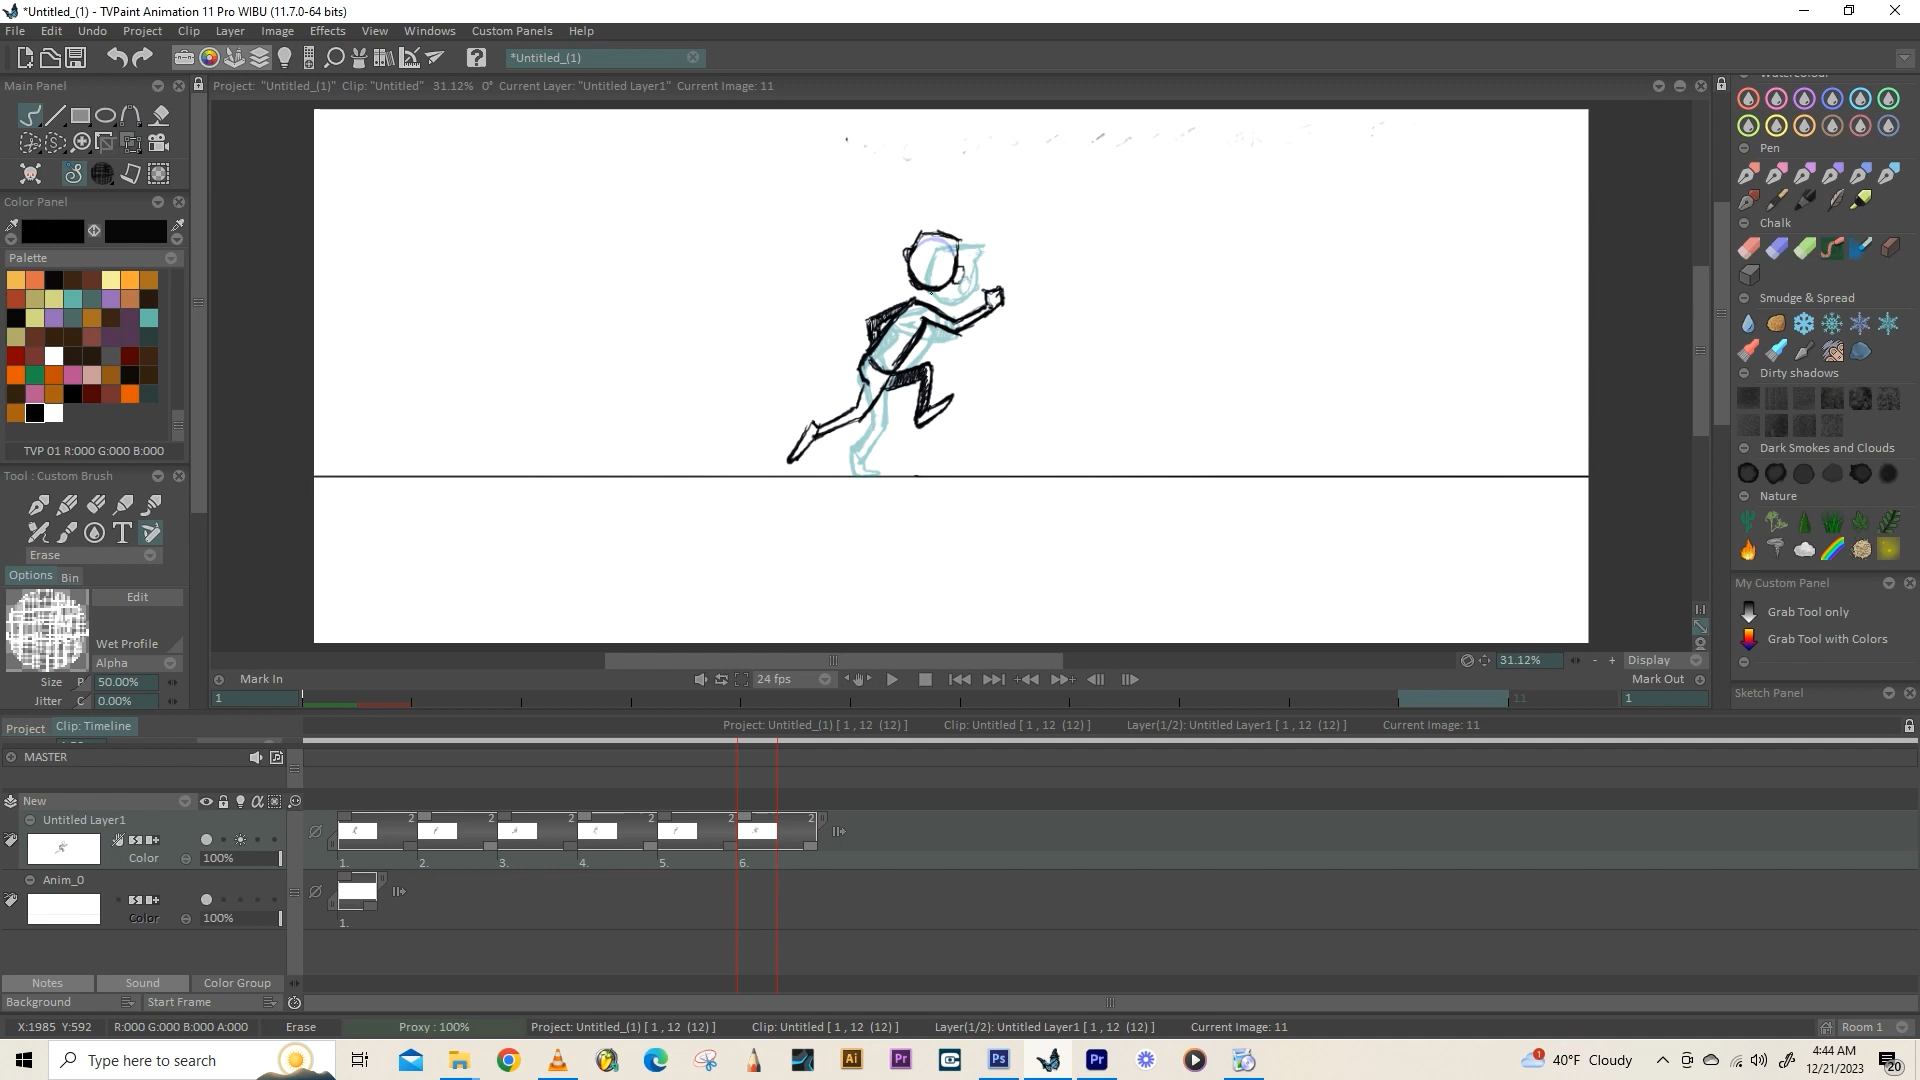 *Untitled_(1) - TVPaint Animation 11 Pro WIBU (11.7.0-64 bits)
File Edit Undo Project Clip Layer Image Effects View Windows Custom Panels Help
*Untitled_(1)
Main Panel
Project: "Untitled_(1)" Clip: "Untitled" 31.12% 0° Current Layer: "Untitled Layer1" Current Image: 11
Pen
Color Panel
Chalk
Palette
Smudge & Spread
Dirty shadows
TVP 01 R:000 G:000 B:000
Dark Smokes and Clouds
Tool : Custom Brush
Nature
Erase
Options Bin
My Custom Panel
Edit
Grab Tool only
Wet Profile
Grab Tool with Colors
Alpha
31.12% - + Display
Size P 50.00%
Mark In 24 fps Mark Out
Sketch Panel
Jitter C 0.00%
1 11 1
Project Clip: Timeline
Project: Untitled_(1) [ 1 , 12 (12) ] Clip: Untitled [ 1 , 12 (12) ] Layer(1/2): Untitled Layer1 [ 1 , 12 (12) ] Current Image: 11
MASTER
New
Untitled Layer1
2 2 2 2 2 2
Color 100%
1. 2. 3. 4. 5. 6.
Anim_0
Color 100%
1.
Notes Sound Color Group
Background Start Frame
X:1985 Y:592 R:000 G:000 B:000 A:000 Erase Proxy : 100% Project: Untitled_(1) [ 1 , 12 (12) ] Clip: Untitled [ 1 , 12 (12) ] Layer(1/2): Untitled Layer1 [ 1 , 12 (12) ] Current Image: 11 Room 1
Type here to search
40°F Cloudy
4:44 AM
12/21/2023
20